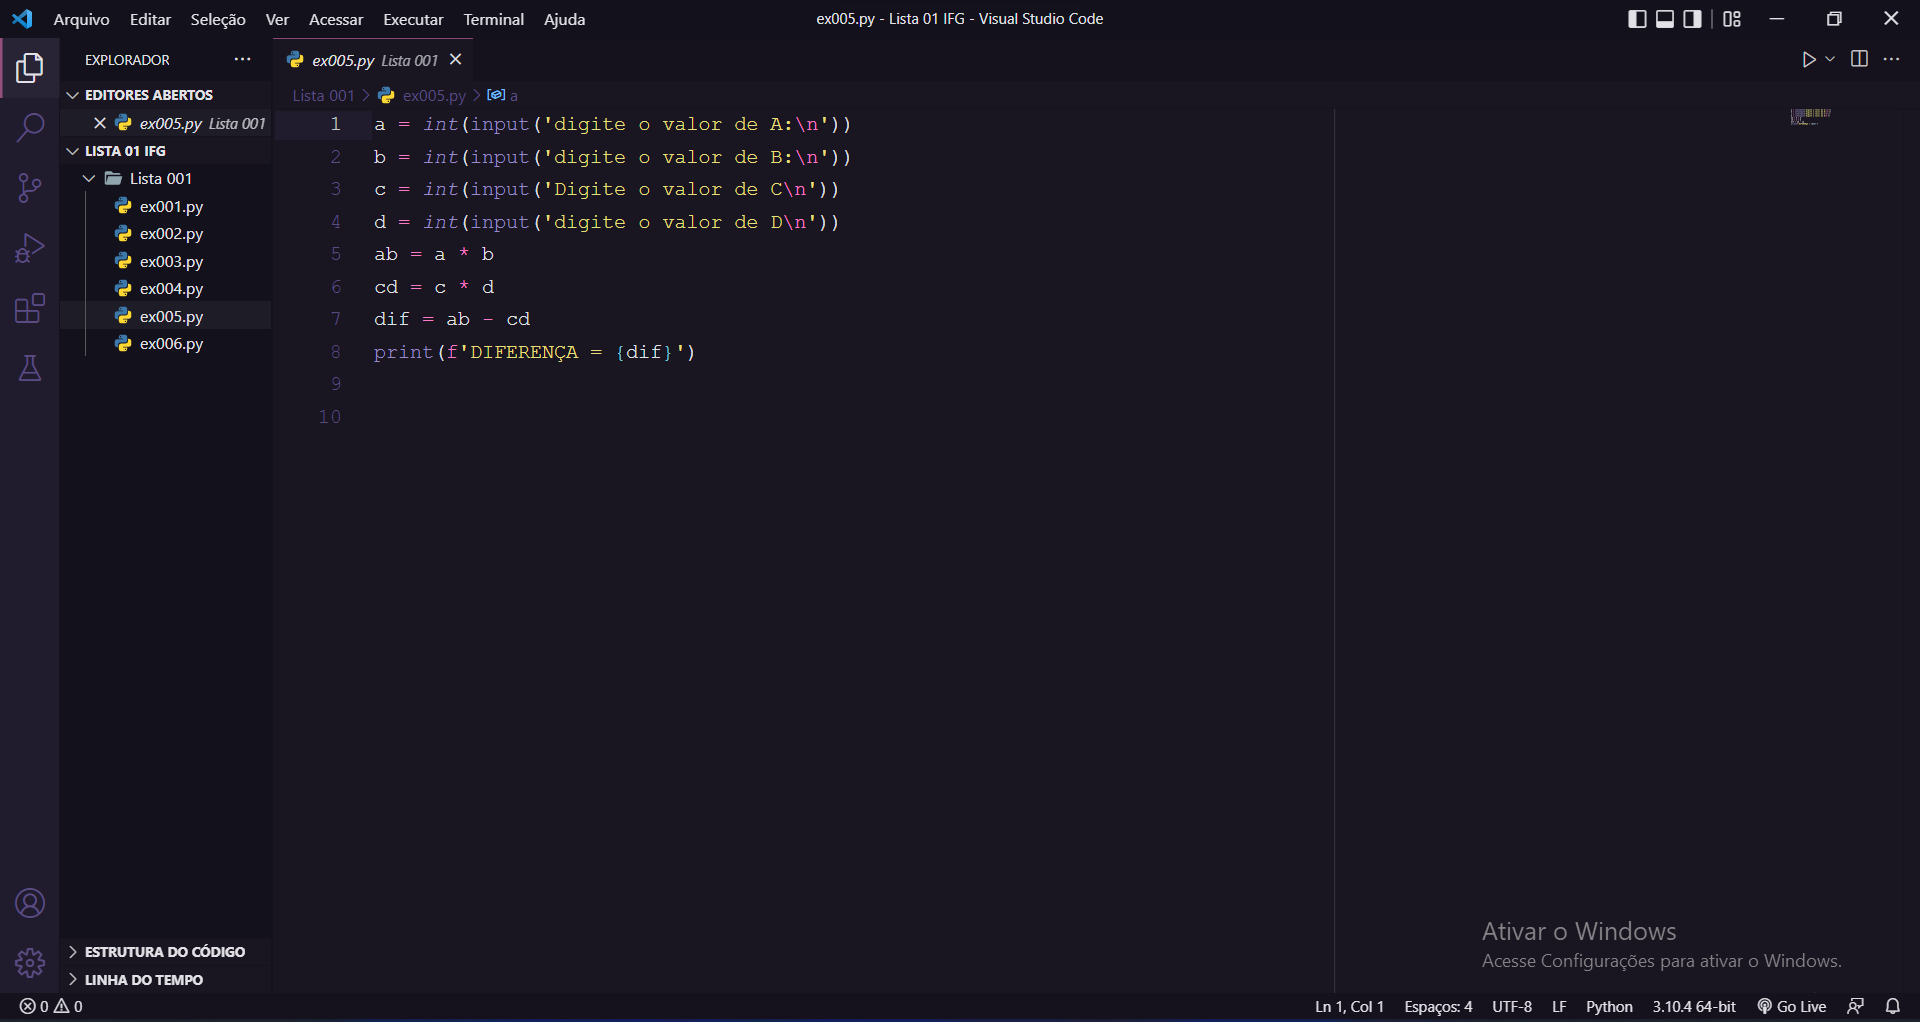 Arquivo Editar Seleção Ver Acessar Executar Terminal Ajuda
ex005.py - Lista 01 IFG - Visual Studio Code
EXPLORADOR
EDITORES ABERTOS
ex005.py Lista 001
LISTA 01 IFG
Lista 001
ex001.py
ex002.py
ex003.py
ex004.py
ex005.py
ex006.py
ESTRUTURA DO CÓDIGO
LINHA DO TEMPO
ex005.py Lista 001
Lista 001 > ex005.py > a
1 a = int(input('digite o valor de A:\n'))
2 b = int(input('digite o valor de B:\n'))
3 c = int(input('Digite o valor de C\n'))
4 d = int(input('digite o valor de D\n'))
5 ab = a * b
6 cd = c * d
7 dif = ab - cd
8 print(f'DIFERENÇA = {dif}')
9
10
Ativar o Windows
Acesse Configurações para ativar o Windows.
0 0
Ln 1, Col 1 Espaços: 4 UTF-8 LF Python 3.10.4 64-bit Go Live